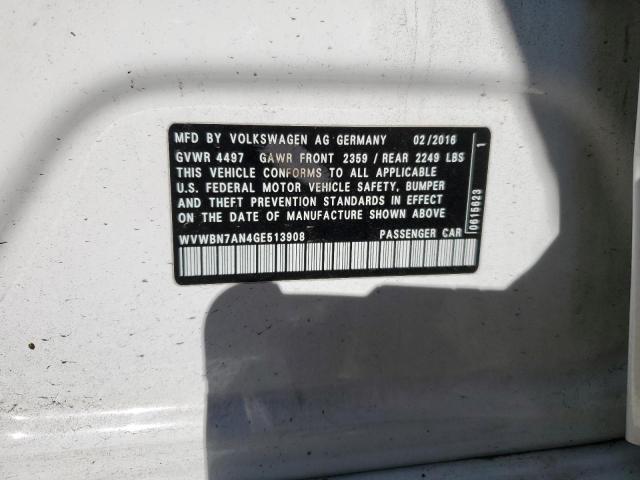 MFD BY VOLKSWAGEN AG GERMANY 02/2016
GVWR 4497 GAWR FRONT 2359 / REAR 2249 LBS
THIS VEHICLE CONFORMS TO ALL APPLICABLE
U.S. FEDERAL MOTOR VEHICLE SAFETY, BUMPER
AND THEFT PREVENTION STANDARDS IN EFFECT
ON THE DATE OF MANUFACTURE SHOWN ABOVE
WVWBN7AN4GE513908 PASSENGER CAR
0615623 1